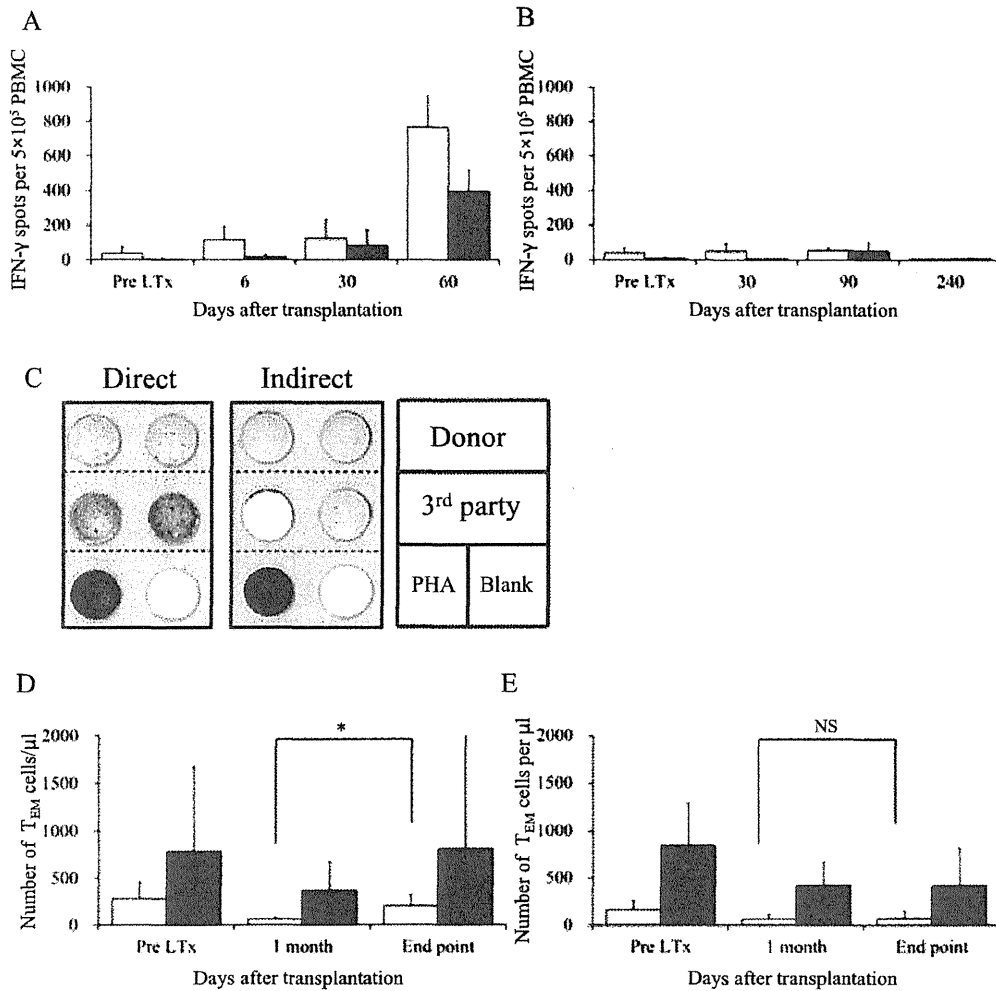 A
IFN-γ spots per 5×10⁵ PBMC
1000
800
600
400
200
0
Pre LTx 6 30 60
Days after transplantation
B
IFN-γ spots per 5×10⁵ PBMC
1000
800
600
400
200
0
Pre LTx 30 90 240
Days after transplantation
C
Direct Indirect
Donor
3rd party
PHA Blank
D
Number of TEM cells/µl
2000
1500
1000
500
0
*
Pre LTx 1 month End point
Days after transplantation
E
Number of TEM cells per µl
2000
1500
1000
500
0
NS
Pre LTx 1 month End point
Days after transplantation